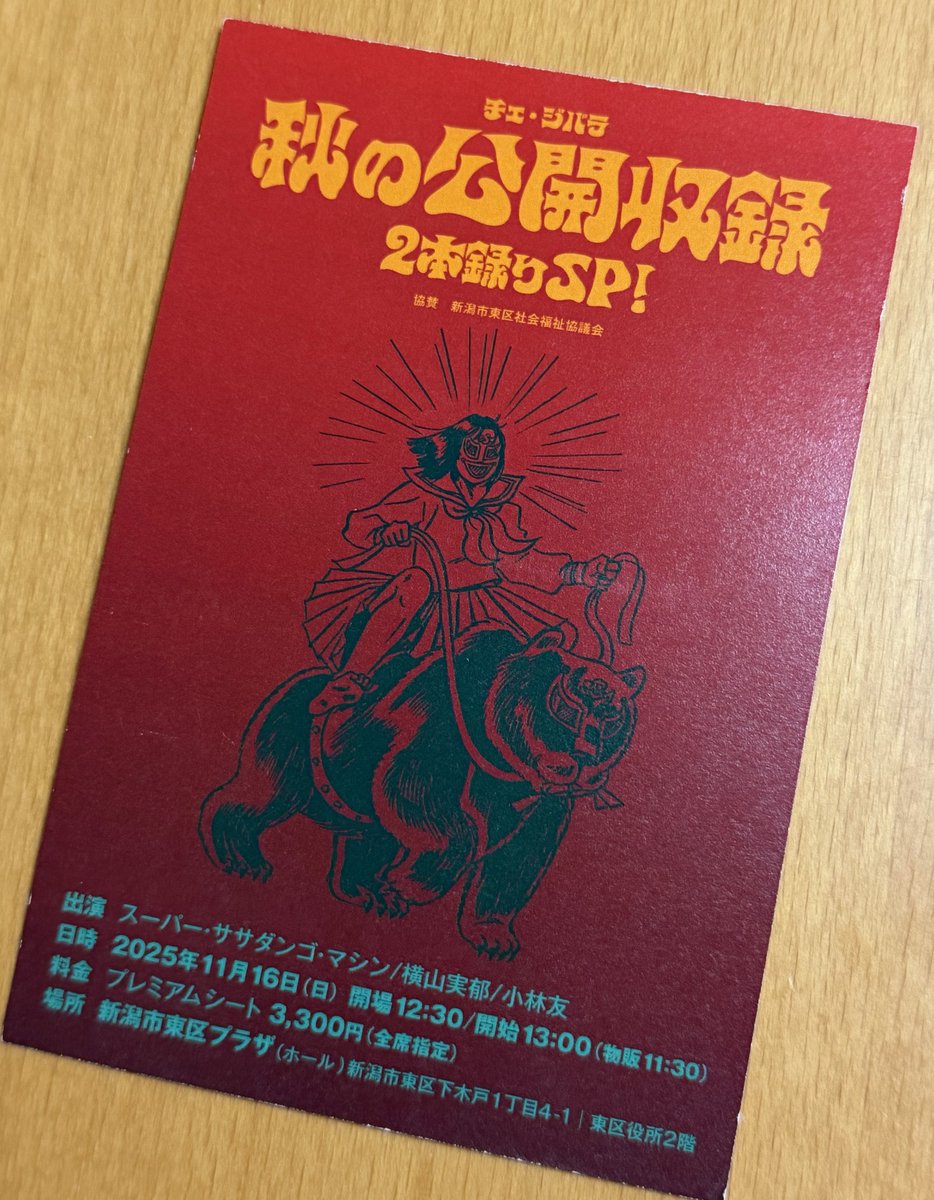 チェ・ジパラ
秋の公開収録
2本録りSP!
協賛　新潟市東区社会福祉協議会
出演　スーパー・ササダンゴ・マシン/横山実郁/小林友
日時　2025年11月16日(日) 開場12:30/開始13:00(物販11:30)
料金　プレミアムシート 3,300円(全席指定)
場所　新潟市東区プラザ(ホール) 新潟市東区下木戸1丁目4-1｜東区役所2階